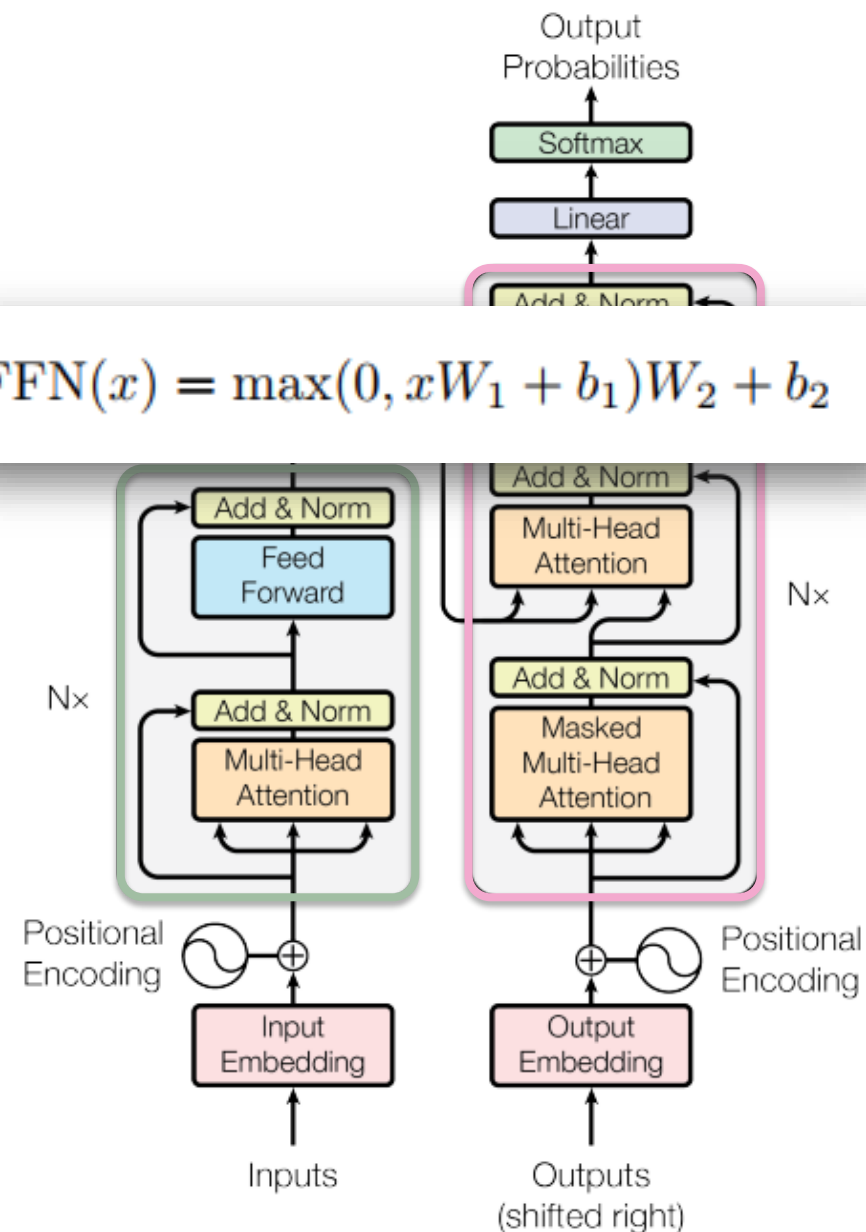 Output
Probabilities
Softmax
Linear
Add & Norm
FFN(x) = max(0, xW₁ + b₁)W₂ + b₂
Add & Norm
Multi-Head
Attention
Nx
Add & Norm
Masked
Multi-Head
Attention
Add & Norm
Feed
Forward
Nx
Add & Norm
Multi-Head
Attention
Positional
Encoding
Positional
Encoding
Input
Embedding
Output
Embedding
Inputs
Outputs
(shifted right)